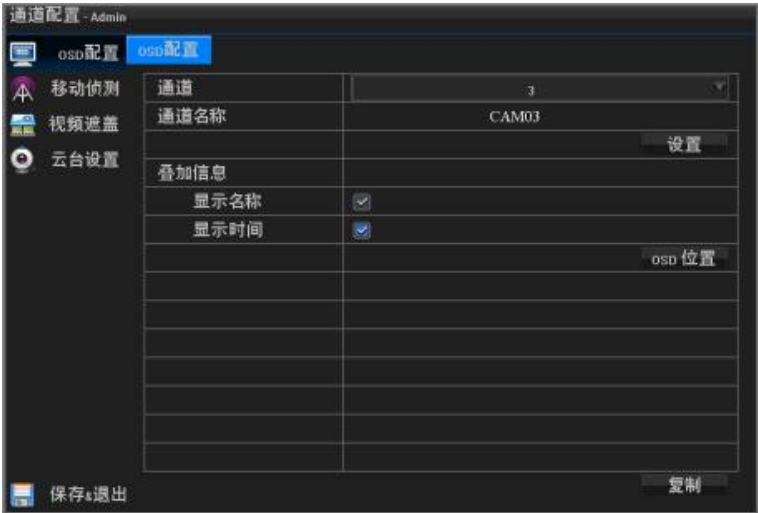 通道配置 - Admin
OSD配置
OSD配置
移动侦测
视频遮盖
云台设置
通道 3
通道名称 CAM03
设置
叠加信息
显示名称
显示时间
OSD 位置
复制
保存&退出